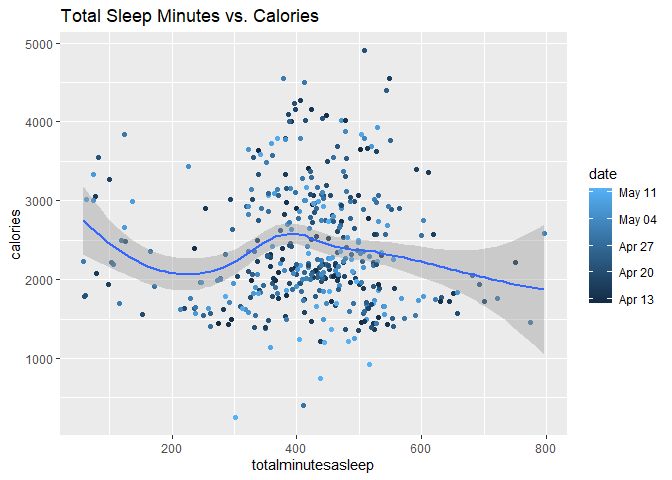 Total Sleep Minutes vs. Calories
5000
4000
3000
2000
1000
calories
200
400
600
800
totalminutesasleep
date
May 11
May 04
Apr 27
Apr 20
Apr 13